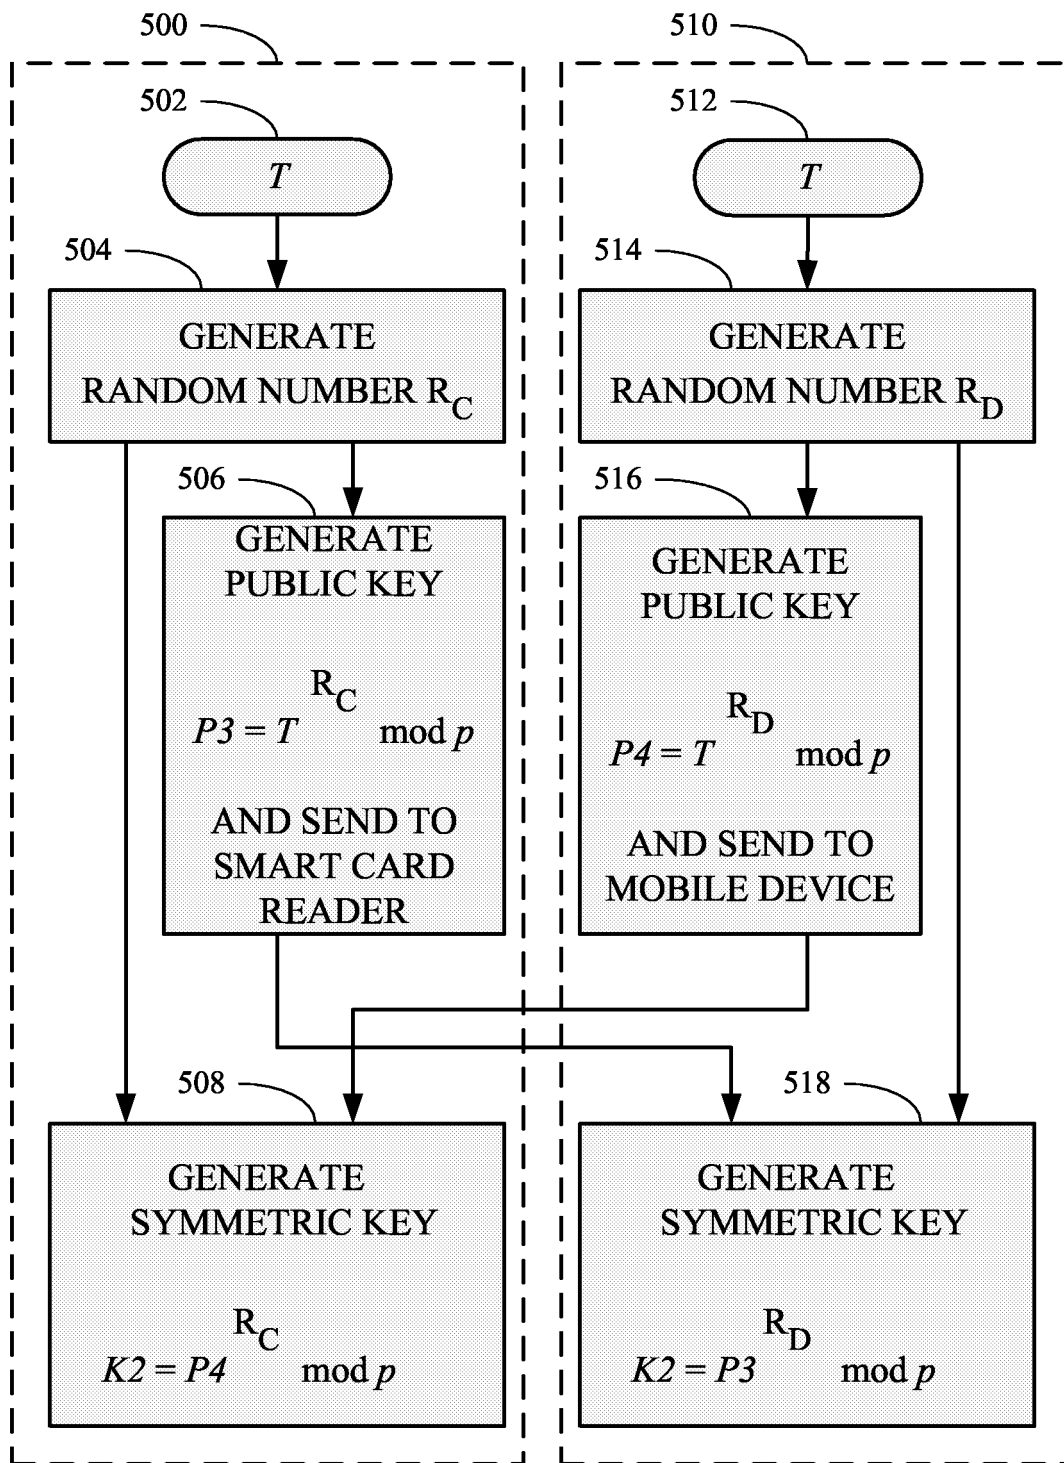 500
502
T
504
GENERATE
RANDOM NUMBER R_C
506
GENERATE
PUBLIC KEY
R_C
P3 = T mod p
AND SEND TO
SMART CARD
READER
508
GENERATE
SYMMETRIC KEY
R_C
K2 = P4 mod p
510
512
T
514
GENERATE
RANDOM NUMBER R_D
516
GENERATE
PUBLIC KEY
R_D
P4 = T mod p
AND SEND TO
MOBILE DEVICE
518
GENERATE
SYMMETRIC KEY
R_D
K2 = P3 mod p